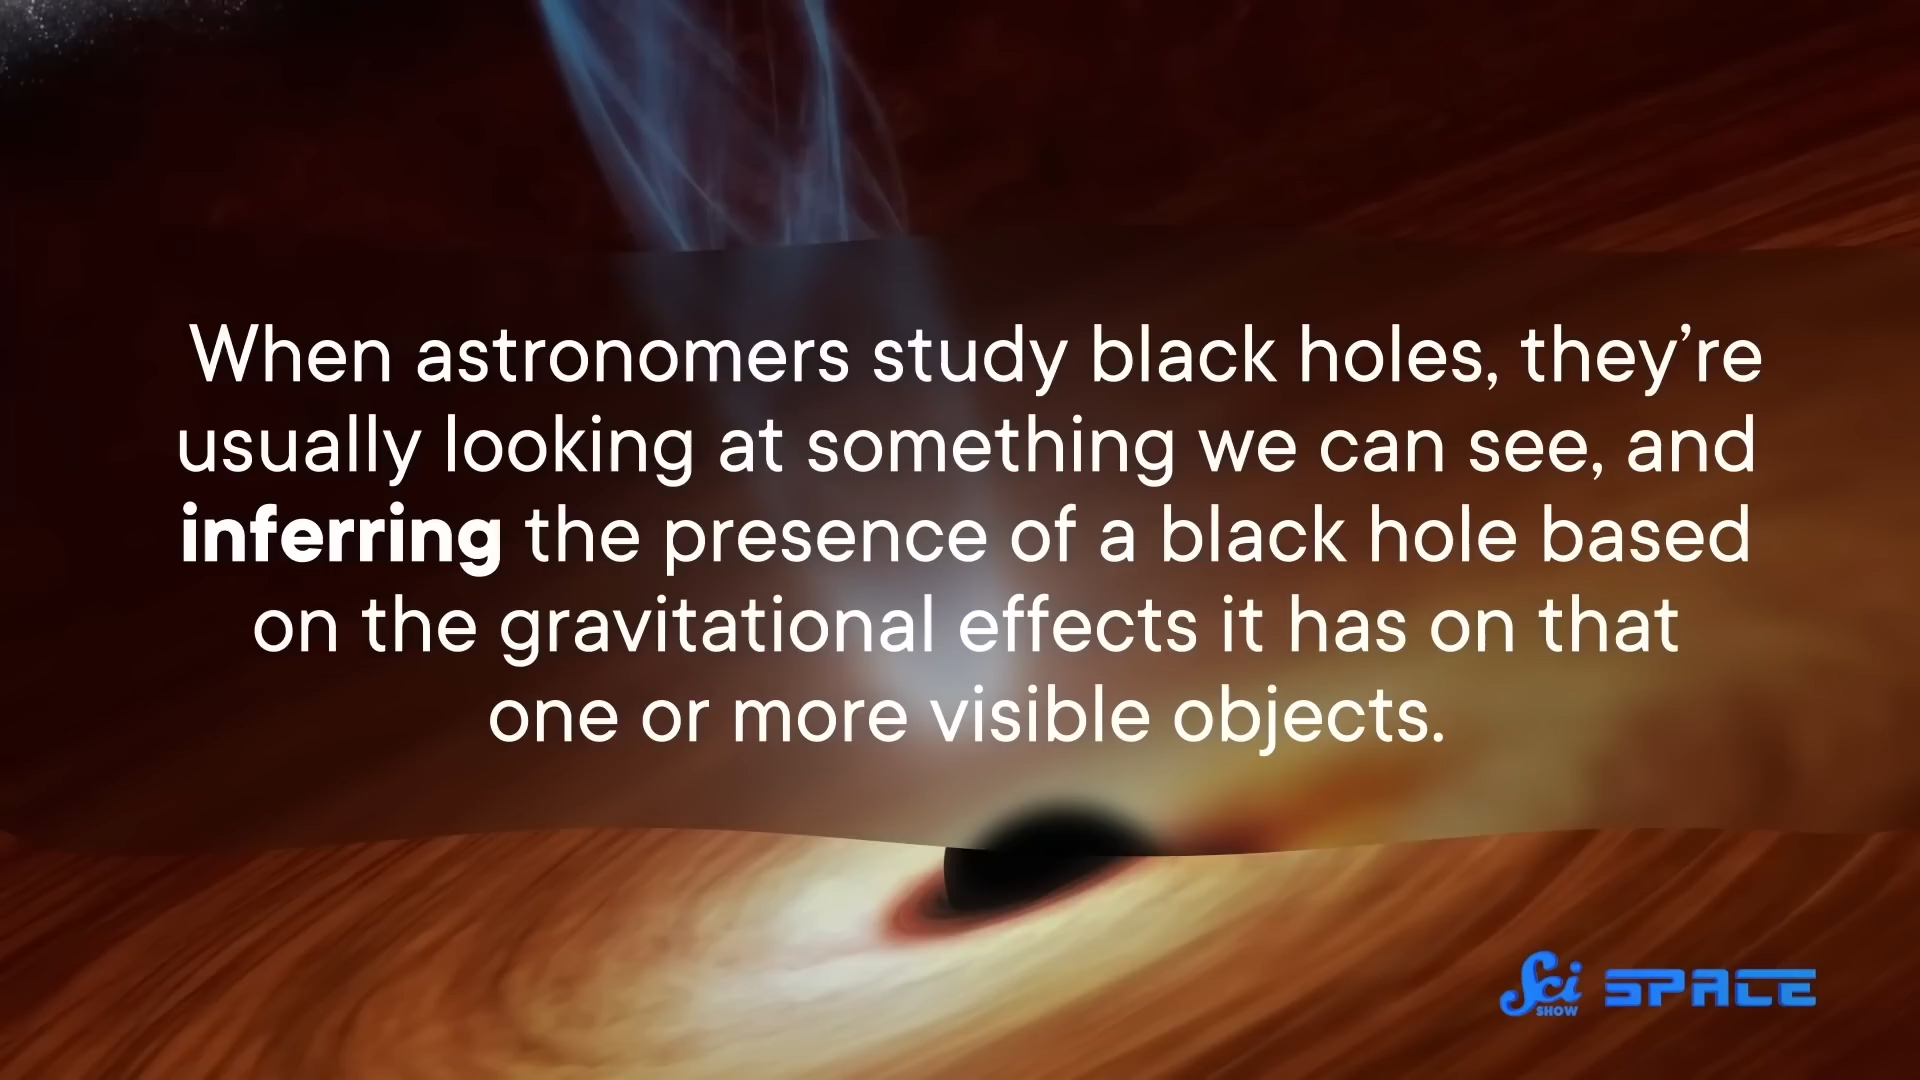 When astronomers study black holes, they’re
usually looking at something we can see, and
inferring the presence of a black hole based
on the gravitational effects it has on that
one or more visible objects.
Sci SHOW SPACE